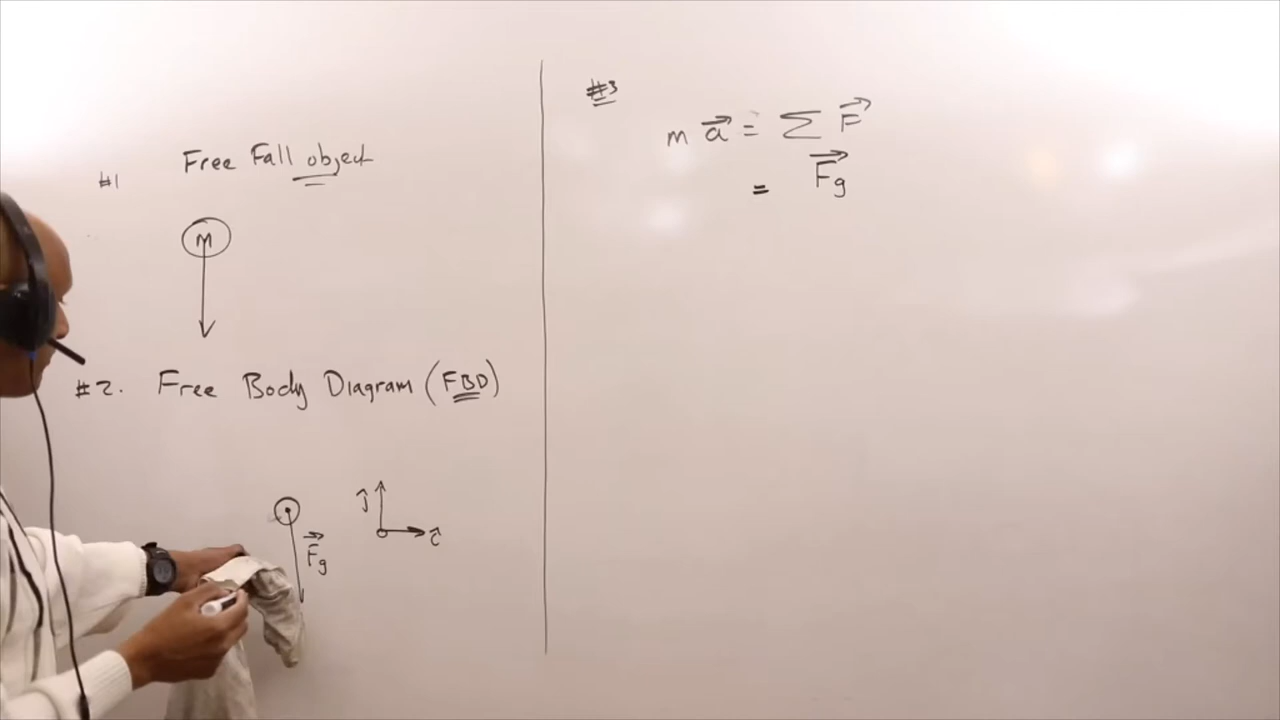 #1 Free Fall object
m
#2. Free Body Diagram (FBD)
ĵ
î
F⃗g
#3
m a⃗ = Σ F⃗
= F⃗g